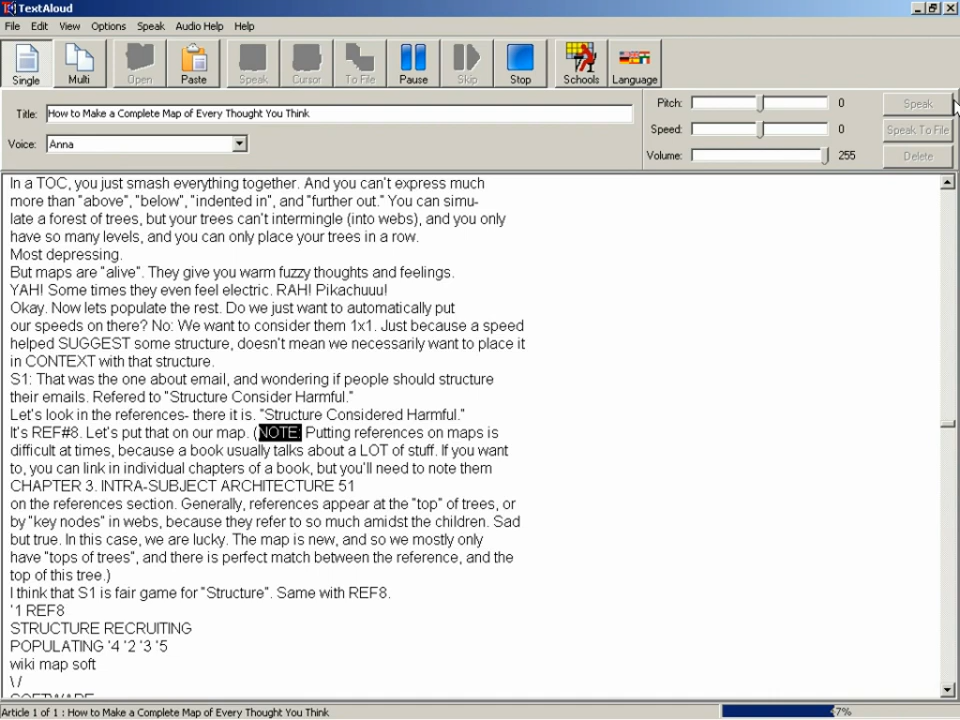 TextAloud
File Edit View Options Speak Audio Help Help
Single Multi Open Paste Speak Cursor To File Pause Skip Stop Schools Language
Title: How to Make a Complete Map of Every Thought You Think
Voice: Anna
Pitch: 0 Speak
Speed: 0 Speak To File
Volume: 255 Delete
In a TOC, you just smash everything together. And you can't express much
more than "above", "below", "indented in", and "further out." You can simu-
late a forest of trees, but your trees can't intermingle (into webs), and you only
have so many levels, and you can only place your trees in a row.
Most depressing.
But maps are "alive". They give you warm fuzzy thoughts and feelings.
YAH! Some times they even feel electric. RAH! Pikachuuu!
Okay. Now lets populate the rest. Do we just want to automatically put
our speeds on there? No: We want to consider them 1x1. Just because a speed
helped SUGGEST some structure, doesn't mean we necessarily want to place it
in CONTEXT with that structure.
S1: That was the one about email, and wondering if people should structure
their emails. Refered to "Structure Consider Harmful."
Let's look in the references- there it is. "Structure Considered Harmful."
It's REF#8. Let's put that on our map. (NOTE: Putting references on maps is
difficult at times, because a book usually talks about a LOT of stuff. If you want
to, you can link in individual chapters of a book, but you'll need to note them
CHAPTER 3. INTRA-SUBJECT ARCHITECTURE 51
on the references section. Generally, references appear at the "top" of trees, or
by "key nodes" in webs, because they refer to so much amidst the children. Sad
but true. In this case, we are lucky. The map is new, and so we mostly only
have "tops of trees", and there is perfect match between the reference, and the
top of this tree.)
I think that S1 is fair game for "Structure". Same with REF8.
'1 REF8
STRUCTURE RECRUITING
POPULATING '4 '2 '3 '5
wiki map soft
\ /
SOFTWARE
Article 1 of 1 : How to Make a Complete Map of Every Thought You Think 47%